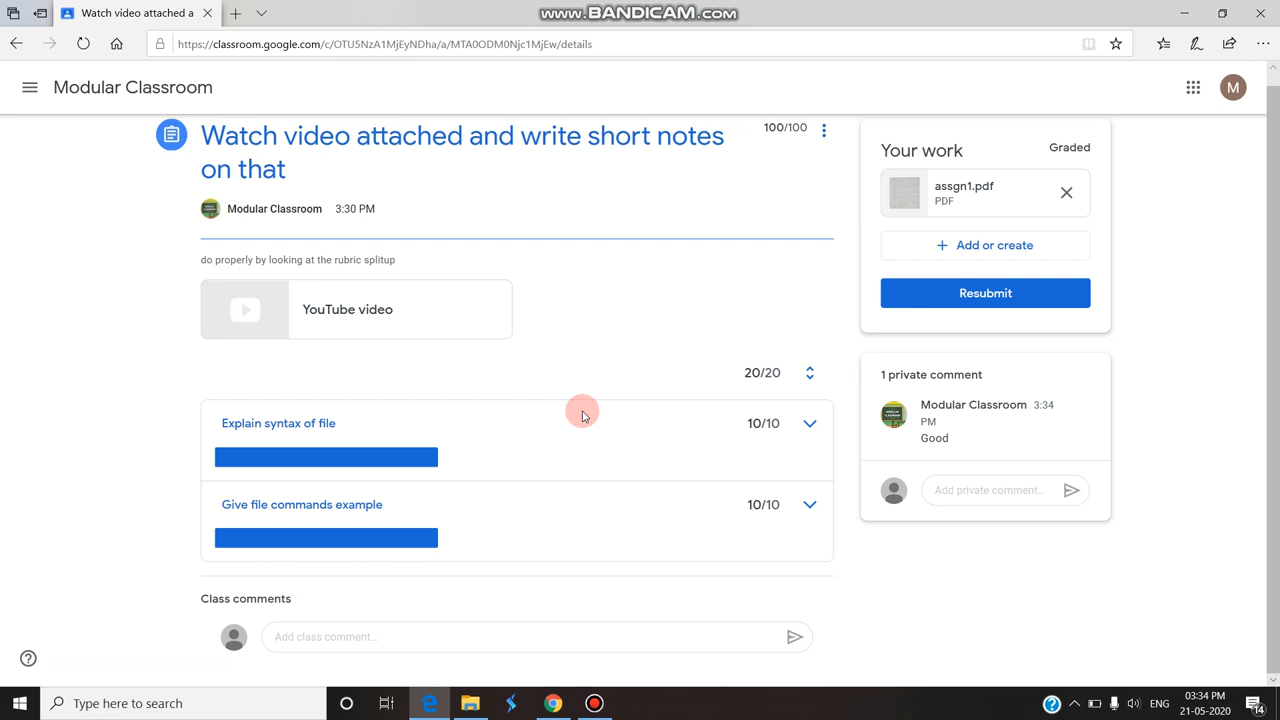 www.BANDICAM.com
Watch video attached a
https://classroom.google.com/c/OTU5NzA1MjEyNDha/a/MTA0ODM0Njc1MjEw/details
Modular Classroom
M
Watch video attached and write short notes
on that
100/100
Modular Classroom 3:30 PM
do properly by looking at the rubric splitup
YouTube video
20/20
Explain syntax of file 10/10
Give file commands example 10/10
Class comments
Add class comment...
Your work Graded
assgn1.pdf
PDF
+ Add or create
Resubmit
1 private comment
Modular Classroom 3:34
PM
Good
Add private comment...
Type here to search
ENG
03:34 PM
21-05-2020
14